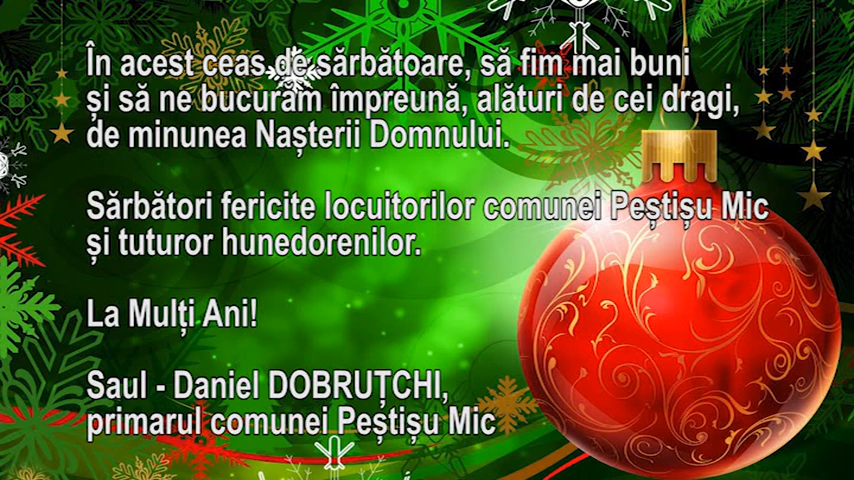 În acest ceas de sărbătoare, să fim mai buni
și să ne bucurăm împreună, alături de cei dragi,
de minunea Nașterii Domnului.
Sărbători fericite locuitorilor comunei Peștișu Mic
și tuturor hunedorenilor.
La Mulți Ani!
Saul - Daniel DOBRUȚCHI,
primarul comunei Peștișu Mic